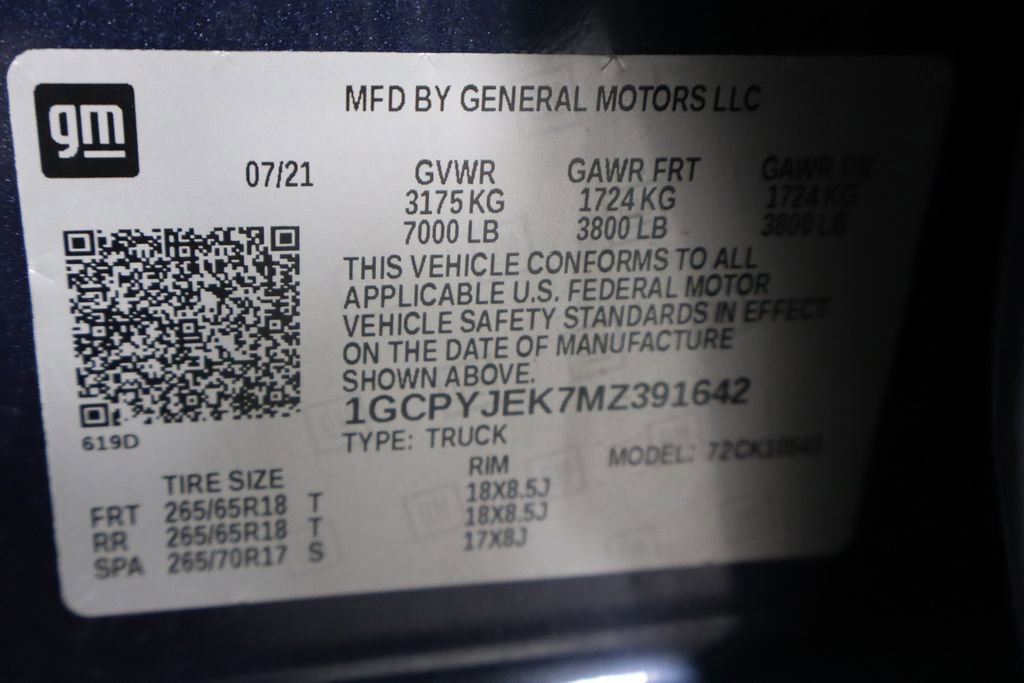 gm
MFD BY GENERAL MOTORS LLC
07/21 GVWR GAWR FRT GAWR RR
3175 KG 1724 KG 1724 KG
7000 LB 3800 LB 3800 LB
THIS VEHICLE CONFORMS TO ALL
APPLICABLE U.S. FEDERAL MOTOR
VEHICLE SAFETY STANDARDS IN EFFECT
ON THE DATE OF MANUFACTURE
SHOWN ABOVE.
1GCPYJEK7MZ391642
619D
TYPE: TRUCK
MODEL:
TIRE SIZE RIM
FRT 265/65R18 T 18X8.5J
RR 265/65R18 T 18X8.5J
SPA 265/70R17 S 17X8J